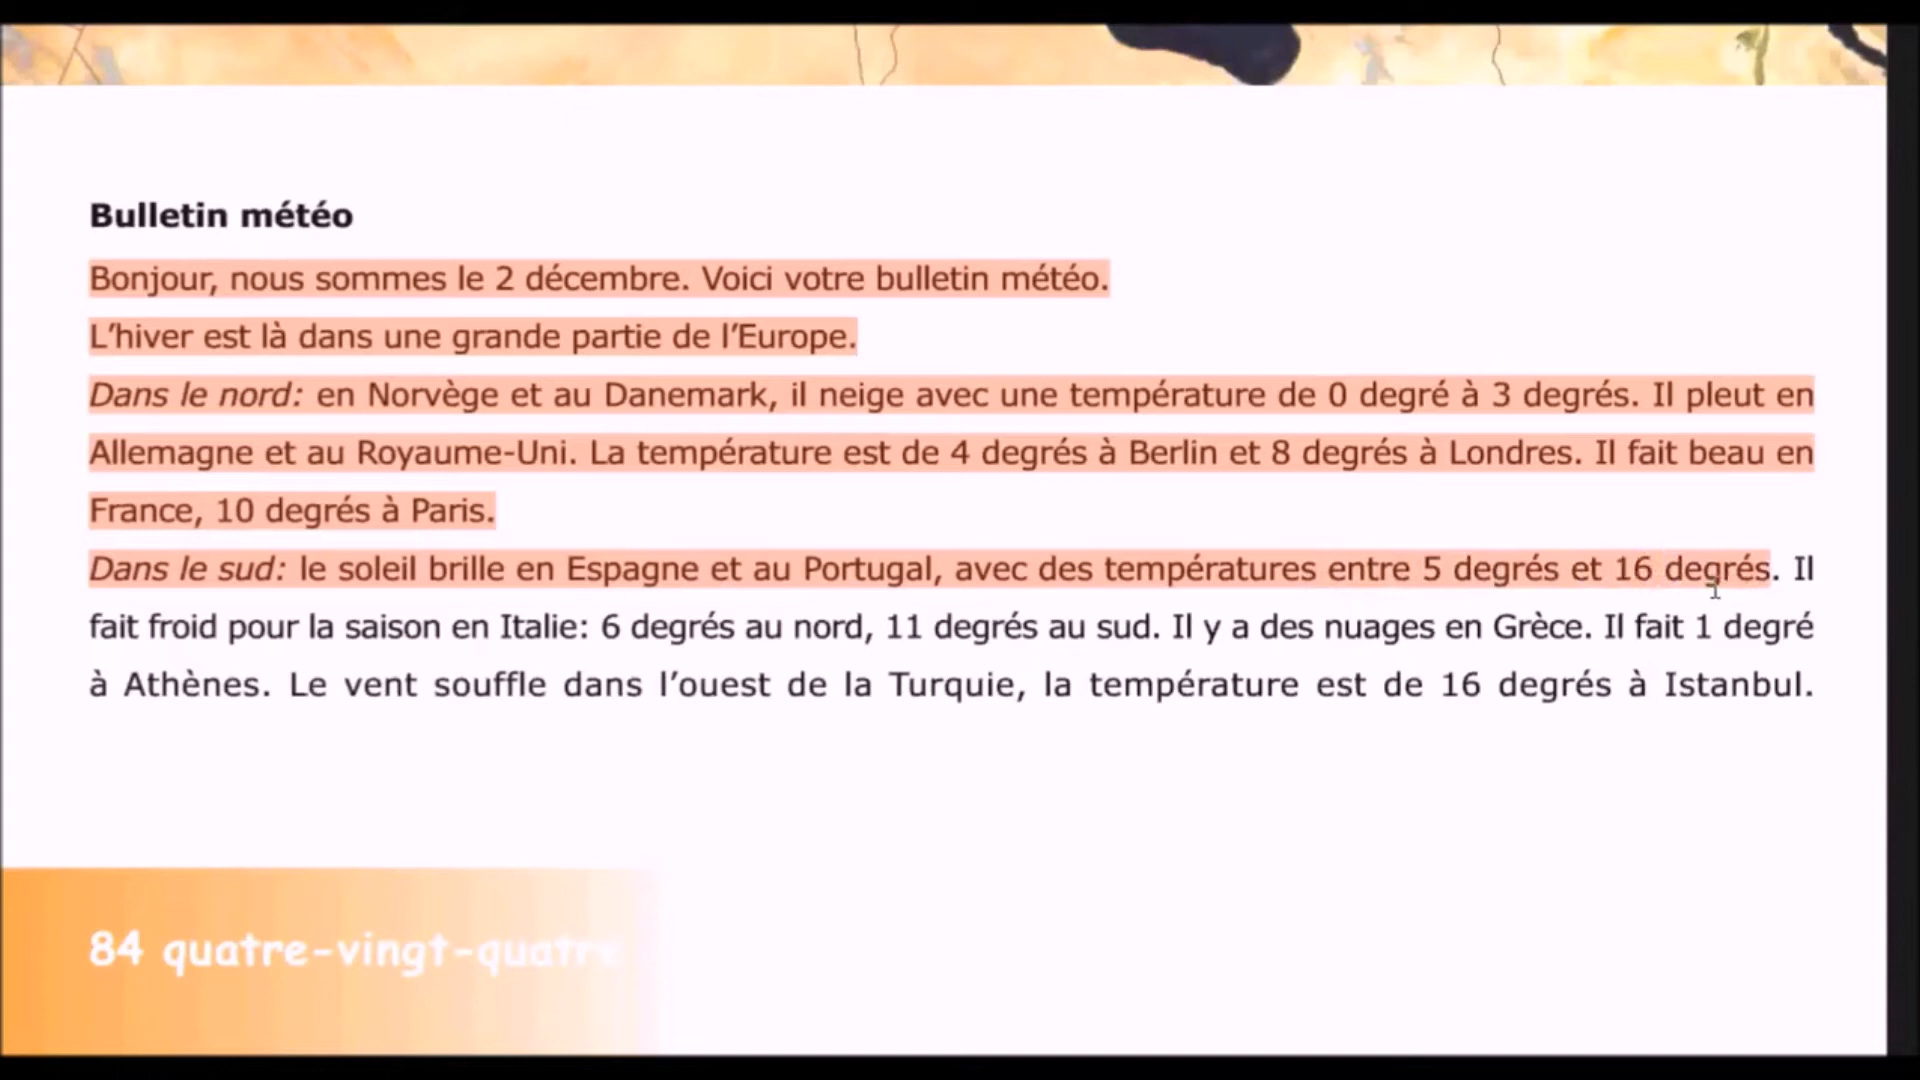 Bulletin météo
Bonjour, nous sommes le 2 décembre. Voici votre bulletin météo.
L’hiver est là dans une grande partie de l’Europe.
Dans le nord: en Norvège et au Danemark, il neige avec une température de 0 degré à 3 degrés. Il pleut en
Allemagne et au Royaume-Uni. La température est de 4 degrés à Berlin et 8 degrés à Londres. Il fait beau en
France, 10 degrés à Paris.
Dans le sud: le soleil brille en Espagne et au Portugal, avec des températures entre 5 degrés et 16 degrés. Il
fait froid pour la saison en Italie: 6 degrés au nord, 11 degrés au sud. Il y a des nuages en Grèce. Il fait 1 degré
à Athènes. Le vent souffle dans l’ouest de la Turquie, la température est de 16 degrés à Istanbul.
84 quatre-vingt-quatre